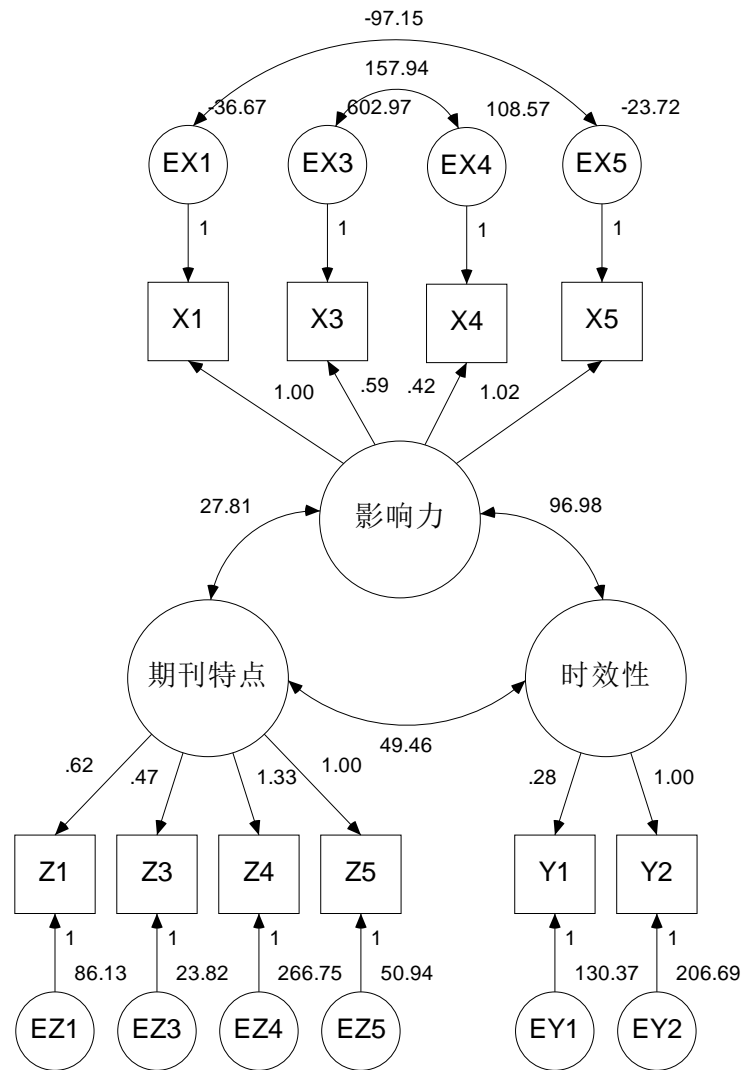 -97.15
157.94
-36.67 602.97 108.57 -23.72
EX1 EX3 EX4 EX5
1 1 1 1
X1 X3 X4 X5
1.00 .59 .42 1.02
影响力
27.81 96.98
期刊特点 时效性
49.46
.62 .47 1.33 1.00 .28 1.00
Z1 Z3 Z4 Z5 Y1 Y2
1 1 1 1 1 1
86.13 23.82 266.75 50.94 130.37 206.69
EZ1 EZ3 EZ4 EZ5 EY1 EY2